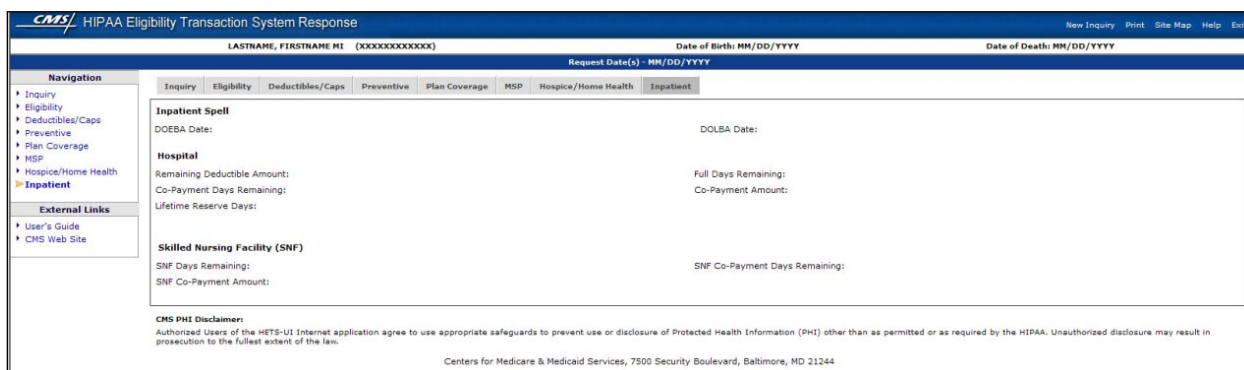 CMS/ HIPAA Eligibility Transaction System Response
New Inquiry Print Site Map Help Exi
LASTNAME, FIRSTNAME MI (XXXXXXXXXXXX) Date of Birth: MM/DD/YYYY Date of Death: MM/DD/YYYY
Request Date(s) - MM/DD/YYYY
Navigation
Inquiry
Eligibility
Deductibles/Caps
Preventive
Plan Coverage
MSP
Hospice/Home Health
Inpatient
External Links
User's Guide
CMS Web Site
Inquiry Eligibility Deductibles/Caps Preventive Plan Coverage MSP Hospice/Home Health Inpatient
Inpatient Spell
DOEBA Date: DOLBA Date:
Hospital
Remaining Deductible Amount: Full Days Remaining:
Co-Payment Days Remaining: Co-Payment Amount:
Lifetime Reserve Days:
Skilled Nursing Facility (SNF)
SNF Days Remaining: SNF Co-Payment Days Remaining:
SNF Co-Payment Amount:
CMS PHI Disclaimer:
Authorized Users of the HETS-UI Internet application agree to use appropriate safeguards to prevent use or disclosure of Protected Health Information (PHI) other than as permitted or as required by the HIPAA. Unauthorized disclosure may result in
prosecution to the fullest extent of the law.
Centers for Medicare & Medicaid Services, 7500 Security Boulevard, Baltimore, MD 21244